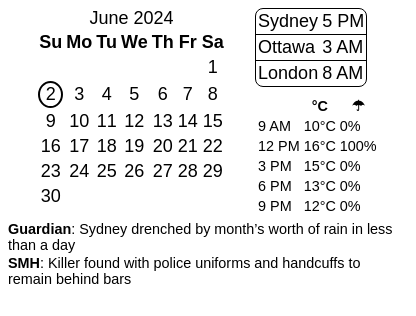 June 2024
Su Mo Tu We Th Fr Sa
1
2 3 4 5 6 7 8
9 10 11 12 13 14 15
16 17 18 19 20 21 22
23 24 25 26 27 28 29
30
Sydney 5 PM
Ottawa 3 AM
London 8 AM
°C ☂
9 AM 10°C 0%
12 PM 16°C 100%
3 PM 15°C 0%
6 PM 13°C 0%
9 PM 12°C 0%
Guardian: Sydney drenched by month’s worth of rain in less
than a day
SMH: Killer found with police uniforms and handcuffs to
remain behind bars